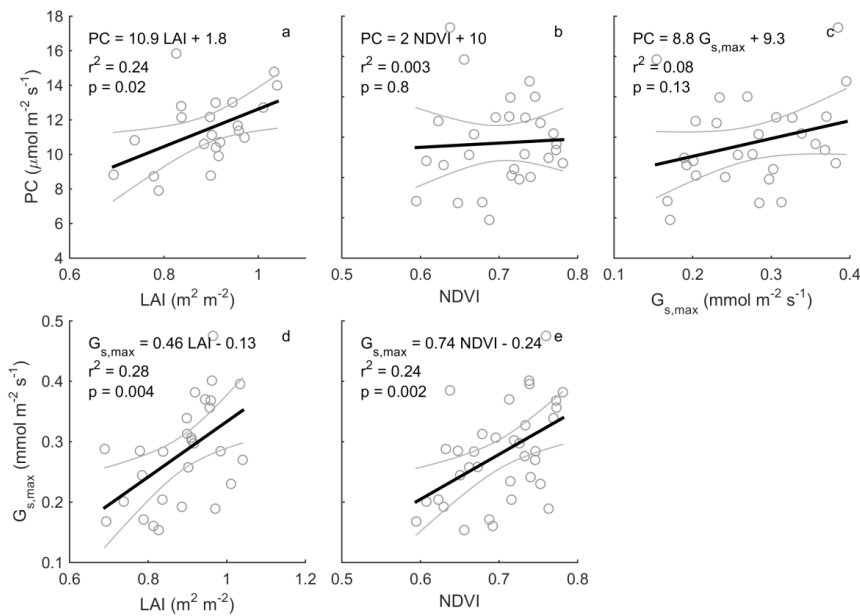 PC = 10.9 LAI + 1.8
a
r² = 0.24
p = 0.02
18
16
14
12
10
8
6
4
PC (μmol m⁻² s⁻¹)
0.6
0.8
1
LAI (m² m⁻²)
PC = 2 NDVI + 10
b
r² = 0.003
p = 0.8
0.5
0.6
0.7
0.8
NDVI
PC = 8.8 Gs,max + 9.3
c
r² = 0.08
p = 0.13
0.1
0.2
0.3
0.4
Gs,max (mmol m⁻² s⁻¹)
Gs,max = 0.46 LAI - 0.13
d
r² = 0.28
p = 0.004
0.5
0.4
0.3
0.2
0.1
Gs,max (mmol m⁻² s⁻¹)
0.6
0.8
1
1.2
LAI (m² m⁻²)
Gs,max = 0.74 NDVI - 0.24
e
r² = 0.24
p = 0.002
0.5
0.6
0.7
0.8
NDVI